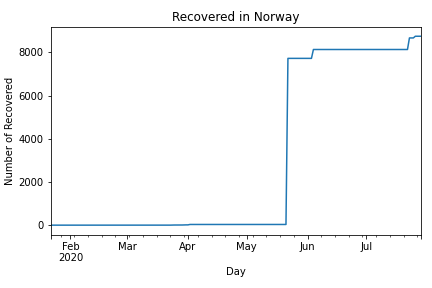 Recovered in Norway
Number of Recovered
8000
6000
4000
2000
0
Feb
2020
Mar
Apr
May
Jun
Jul
Day